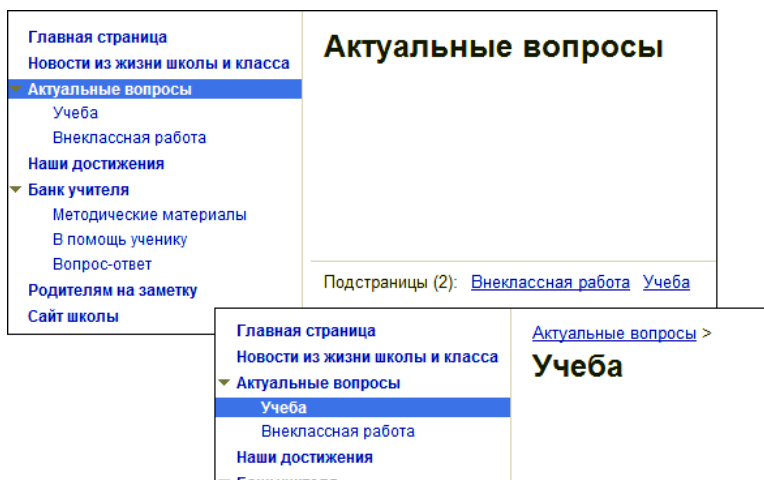 Главная страница
Новости из жизни школы и класса
Актуальные вопросы
Учеба
Внеклассная работа
Наши достижения
Банк учителя
Методические материалы
В помощь ученику
Вопрос-ответ
Родителям на заметку
Сайт школы
Актуальные вопросы
Подстраницы (2): Внеклассная работа Учеба
Главная страница
Новости из жизни школы и класса
Актуальные вопросы
Учеба
Внеклассная работа
Наши достижения
Актуальные вопросы >
Учеба